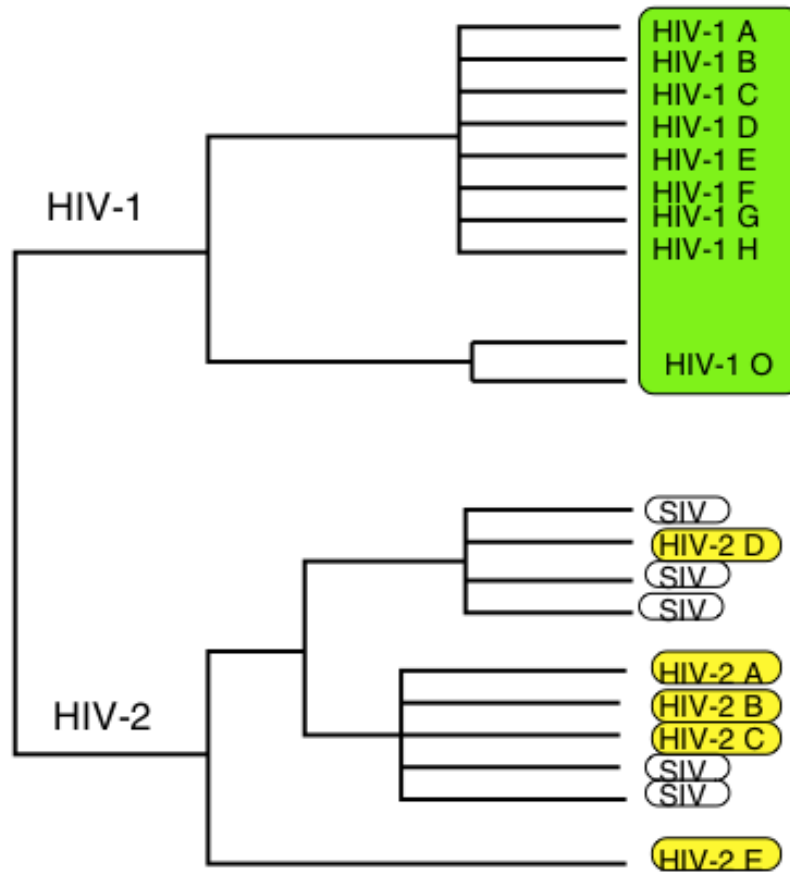 HIV-1 A
HIV-1 B
HIV-1 C
HIV-1 D
HIV-1 E
HIV-1 F
HIV-1
HIV-1 G
HIV-1 H
HIV-1 O
SIV
HIV-2 D
SIV
SIV
HIV-2 A
HIV-2 B
HIV-2
HIV-2 C
SIV
SIV
HIV-2 E